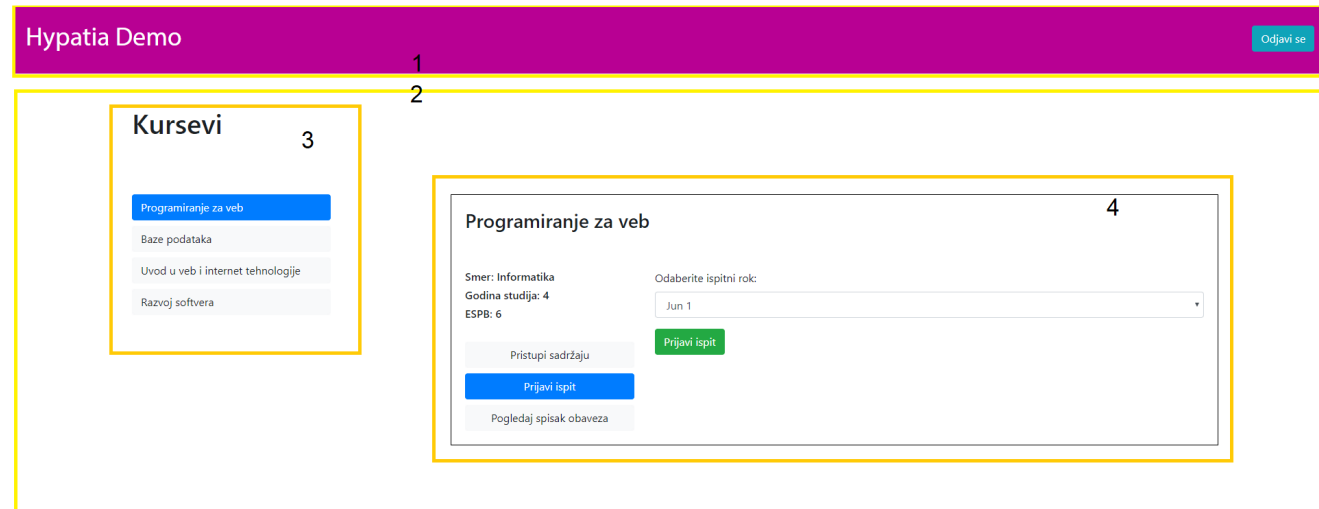 Hypatia Demo
Odjavi se
1
2
Kursevi
3
Programiranje za veb
Baze podataka
Uvod u veb i internet tehnologije
Razvoj softvera
4
Programiranje za veb
Smer: Informatika
Godina studija: 4
ESPB: 6
Pristupi sadržaju
Prijavi ispit
Pogledaj spisak obaveza
Odaberite ispitni rok:
Jun 1
Prijavi ispit